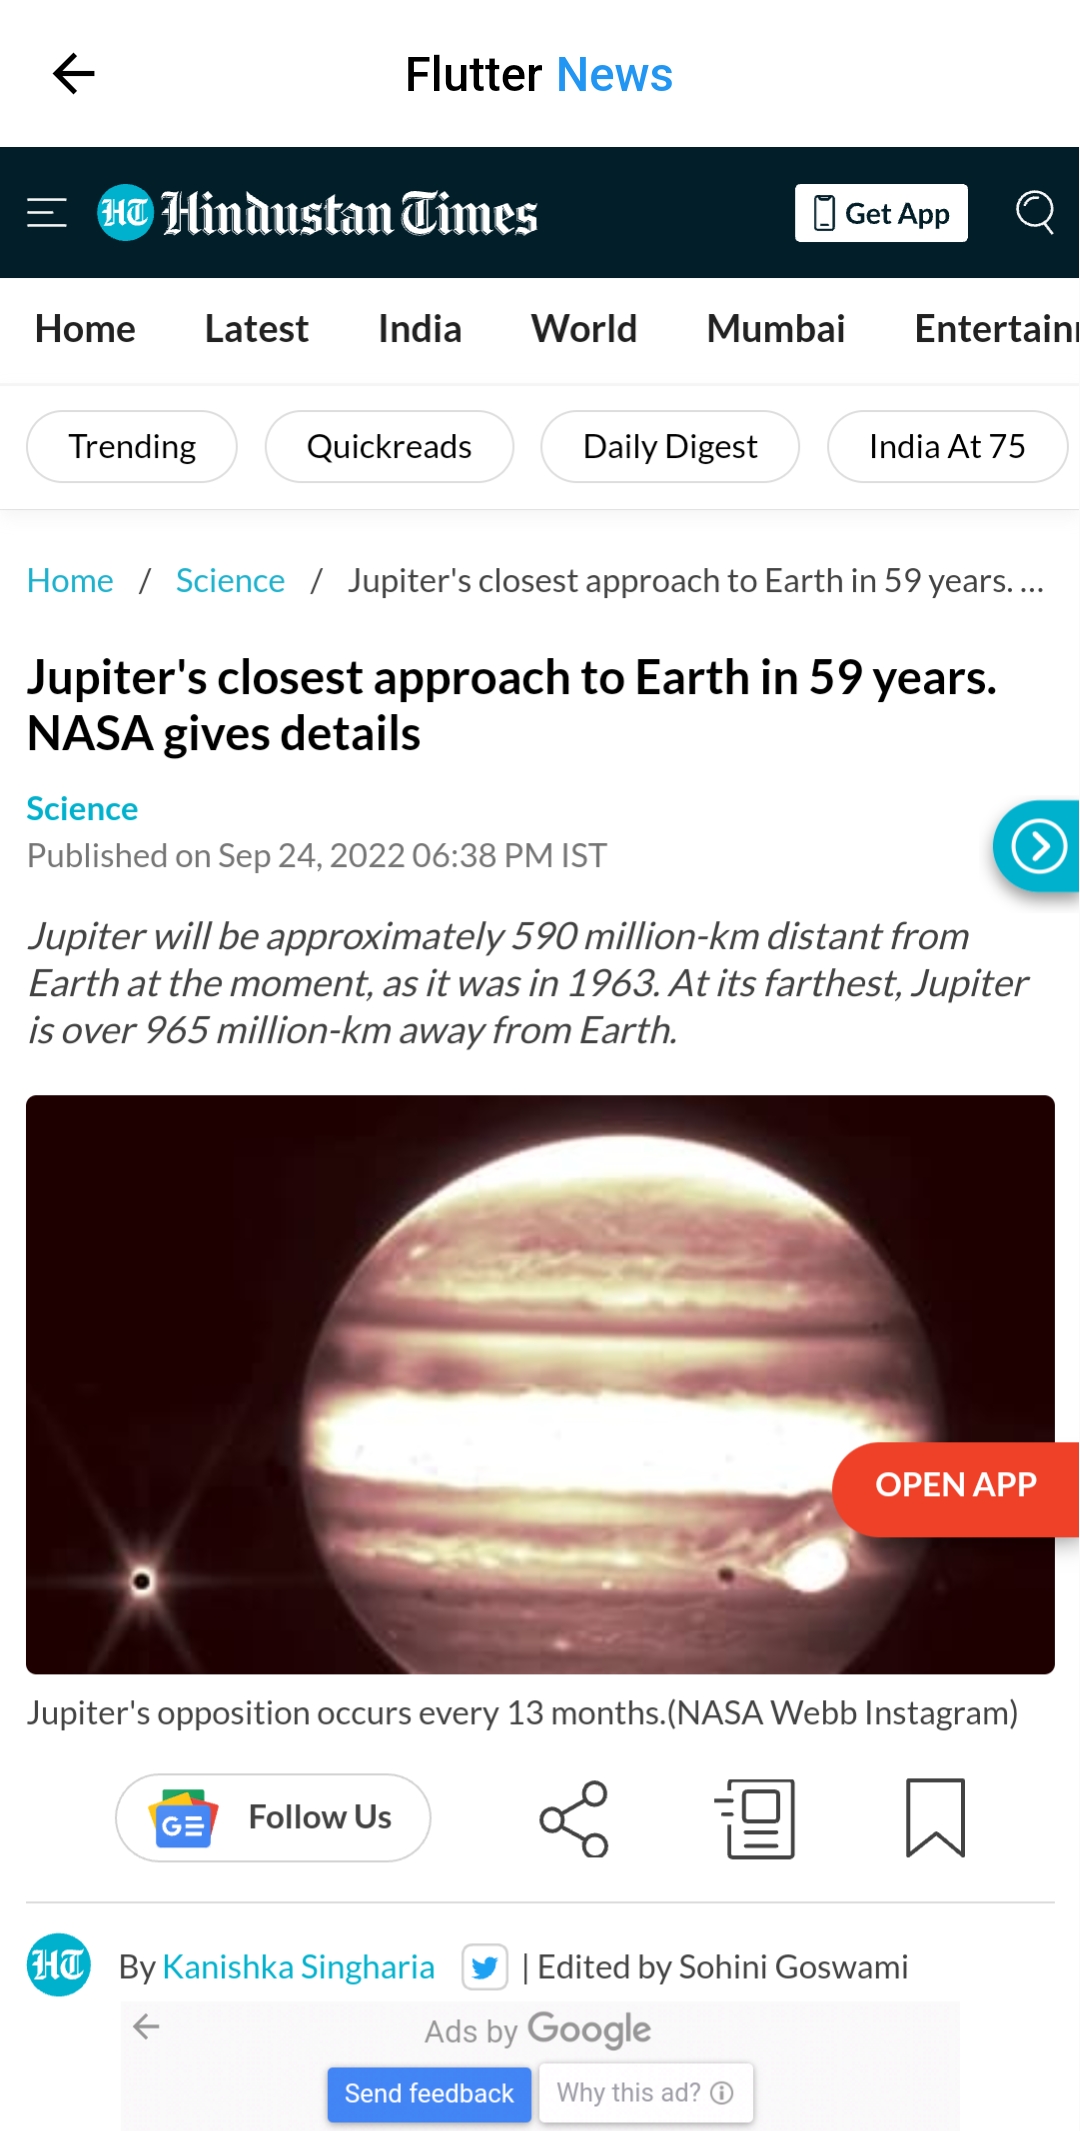 Flutter News
HT Hindustan Times
Get App
Home Latest India World Mumbai Entertainn
Trending Quickreads Daily Digest India At 75
Home / Science / Jupiter's closest approach to Earth in 59 years. ...
Jupiter's closest approach to Earth in 59 years.
NASA gives details
Science
Published on Sep 24, 2022 06:38 PM IST
Jupiter will be approximately 590 million-km distant from
Earth at the moment, as it was in 1963. At its farthest, Jupiter
is over 965 million-km away from Earth.
OPEN APP
Jupiter's opposition occurs every 13 months.(NASA Webb Instagram)
G Follow Us
HT By Kanishka Singharia | Edited by Sohini Goswami
Ads by Google
Send feedback Why this ad?